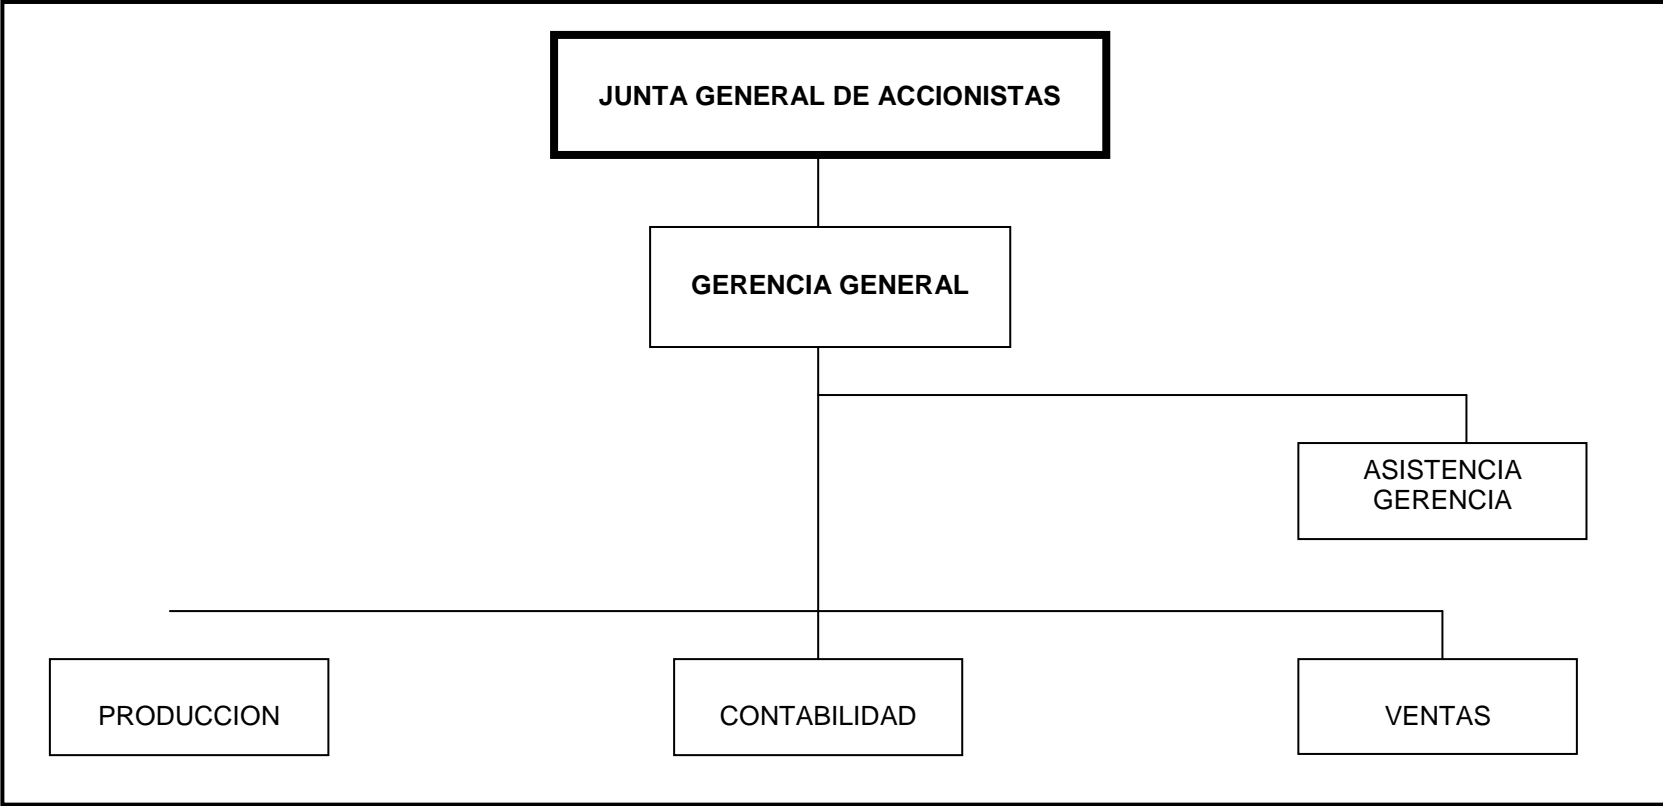 JUNTA GENERAL DE ACCIONISTAS
GERENCIA GENERAL
ASISTENCIA
GERENCIA
PRODUCCION
CONTABILIDAD
VENTAS